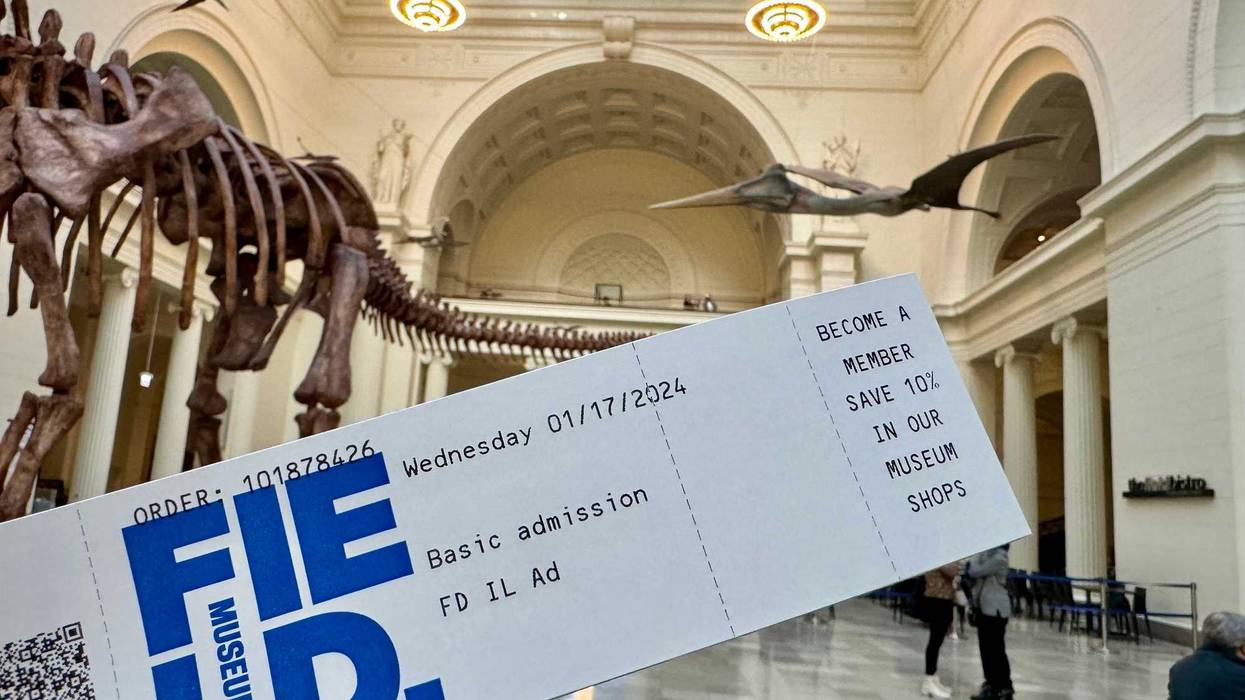 ORDER: 101878426
Wednesday 01/17/2024
Basic admission
FD IL Ad
FIE
LD
MUSEU
BECOME A
MEMBER
SAVE 10%
IN OUR
MUSEUM
SHOPS